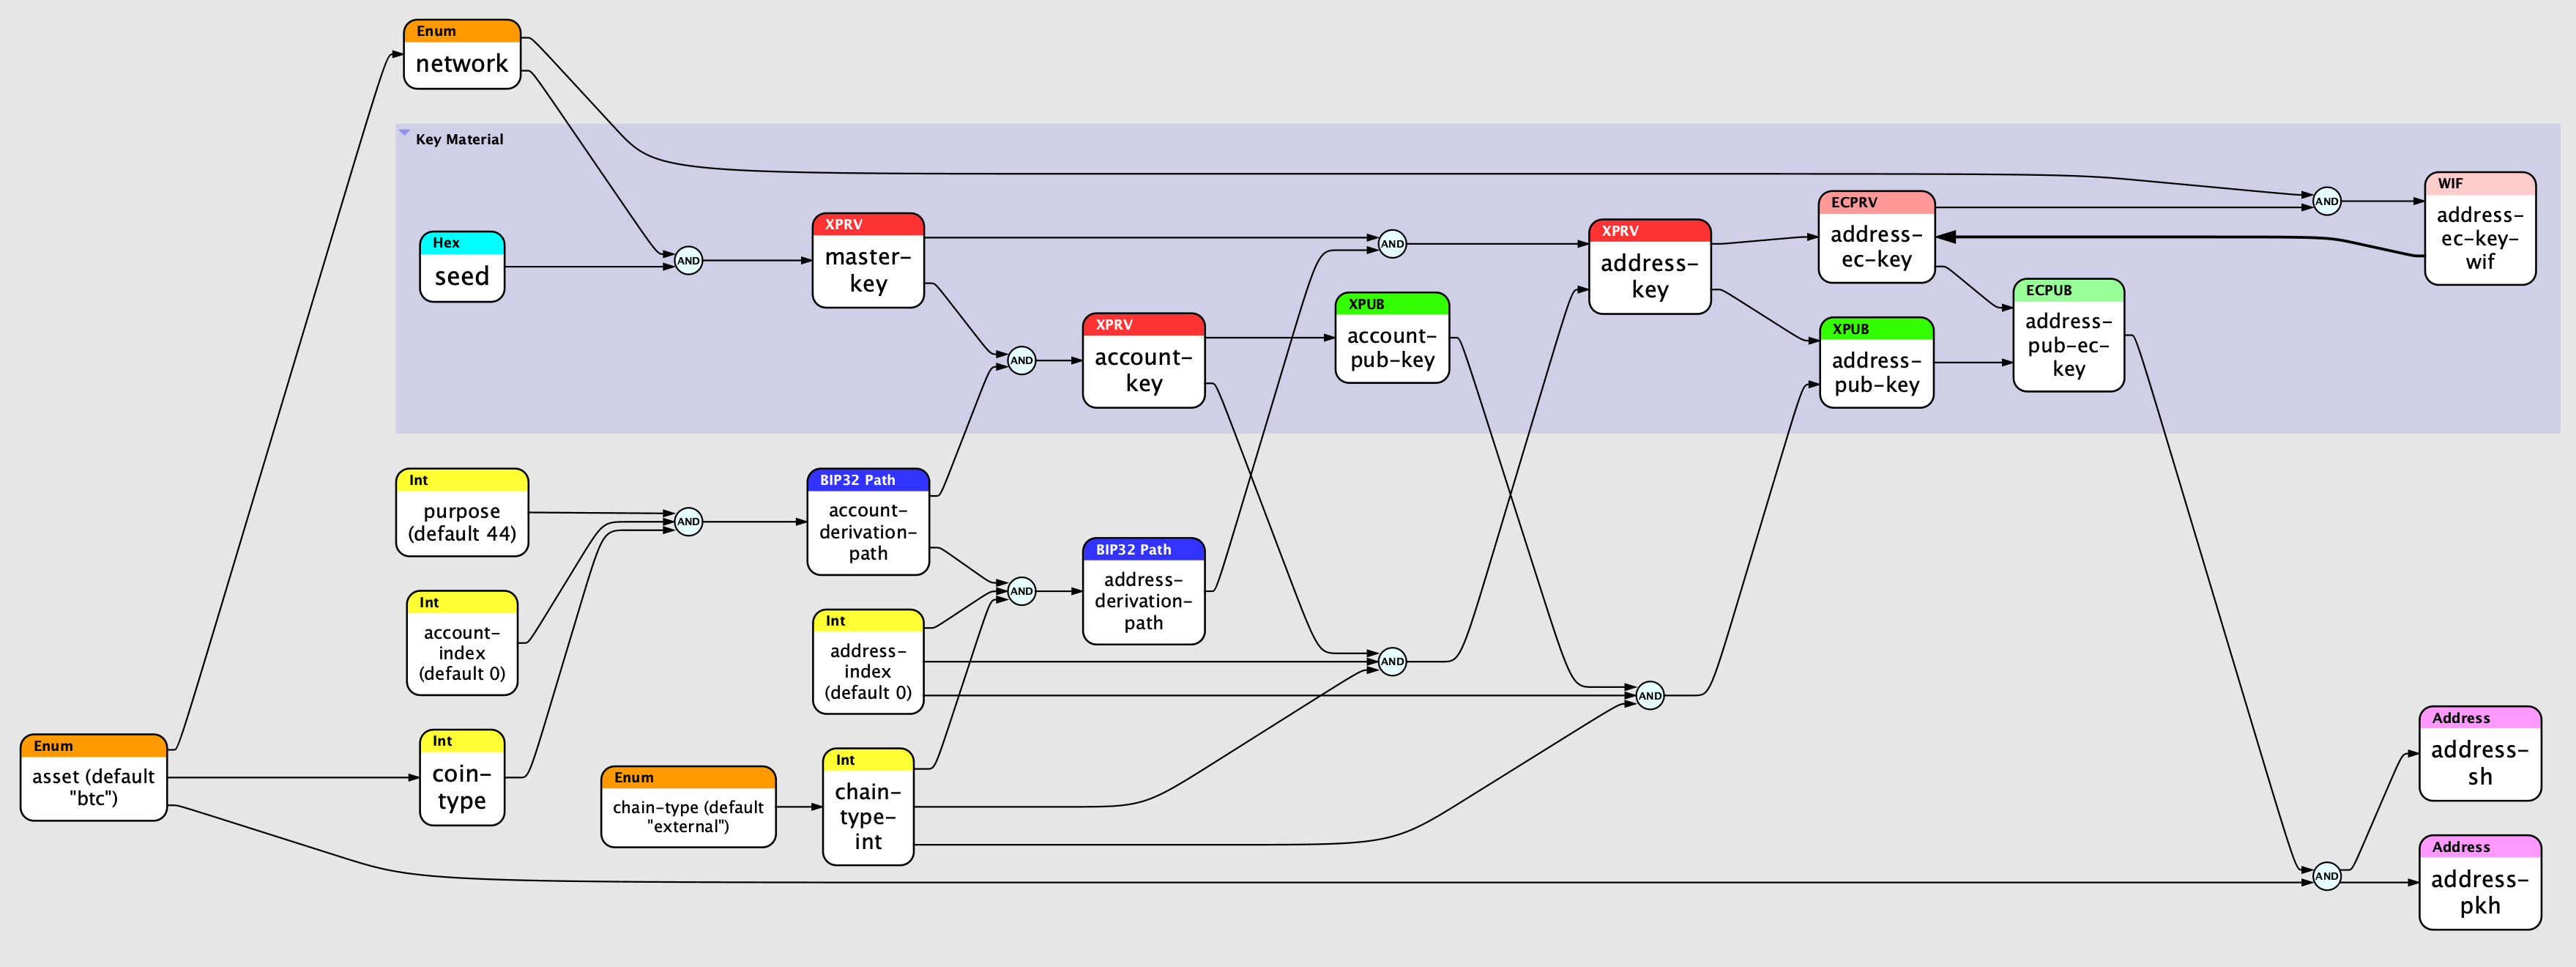 Enum
network
Key Material
Hex
seed
AND
XPRV
master-
key
AND
XPRV
account-
key
XPUB
account-
pub-key
AND
XPRV
address-
key
ECPRV
address-
ec-key
XPUB
address-
pub-key
ECPUB
address-
pub-ec-
key
AND
WIF
address-
ec-key-
wif
Int
purpose
(default 44)
Int
account-
index
(default 0)
AND
BIP32 Path
account-
derivation-
path
AND
BIP32 Path
address-
derivation-
path
Int
address-
index
(default 0)
AND
AND
Enum
asset (default
"btc")
Int
coin-
type
Enum
chain-type (default
"external")
Int
chain-
type-
int
AND
Address
address-
sh
Address
address-
pkh